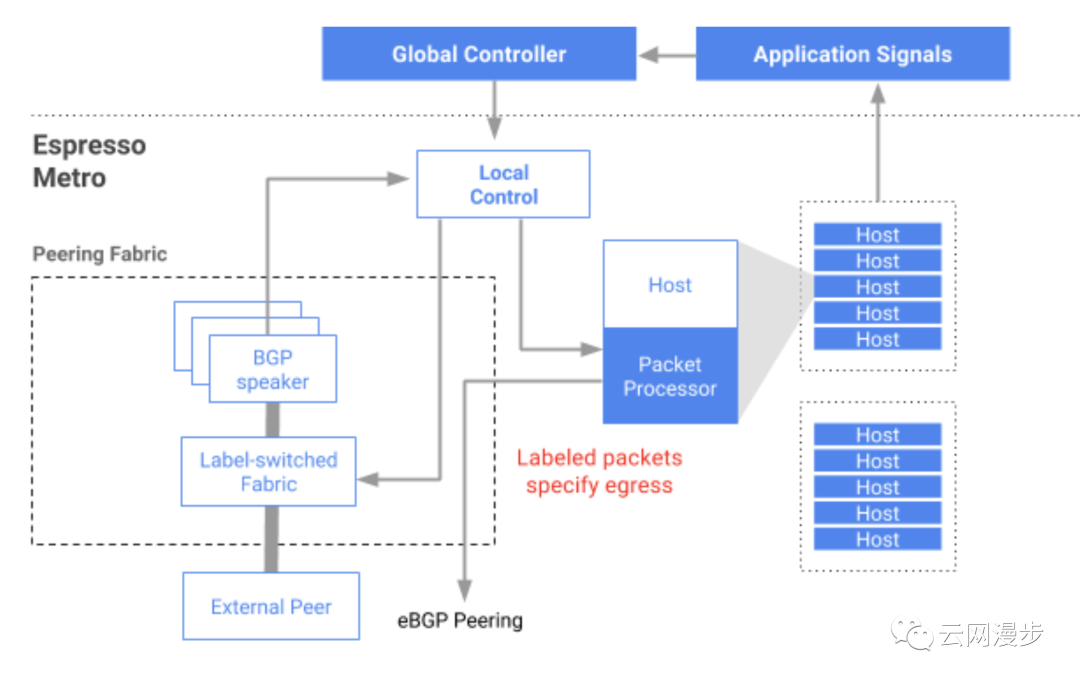 Global Controller
Application Signals
Espresso
Metro
Local
Control
Peering Fabric
BGP
speaker
Label-switched
Fabric
External Peer
Host
Packet
Processor
Labeled packets
specify egress
eBGP Peering
Host
Host
Host
Host
Host
Host
Host
Host
Host
Host
云网漫步